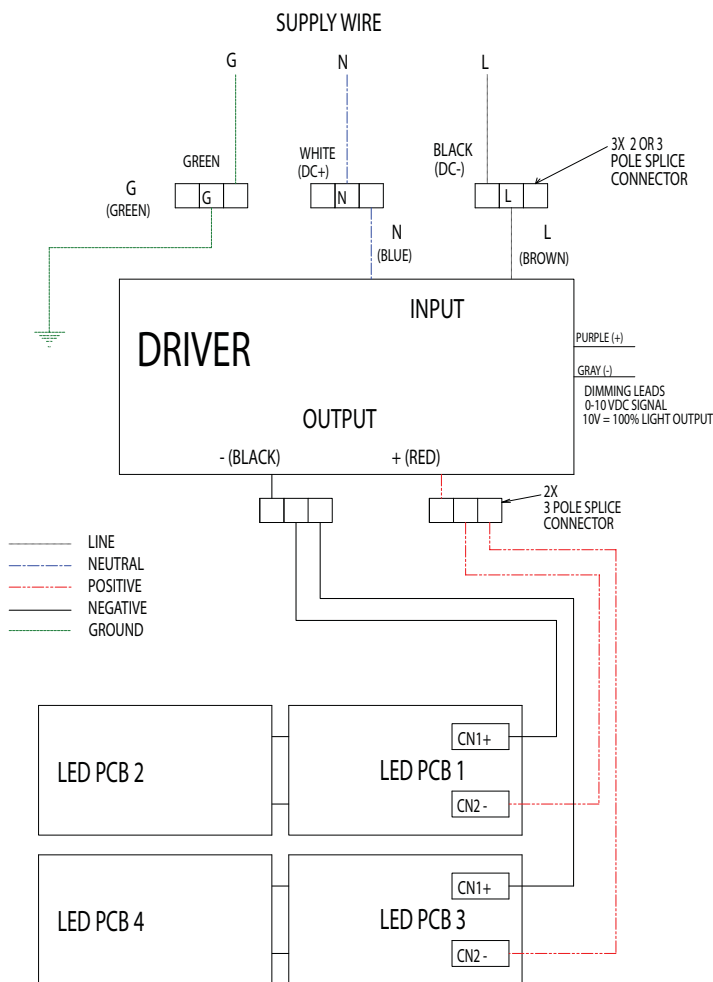 SUPPLY WIRE
G
N
L
GREEN
WHITE
(DC+)
BLACK
(DC-)
3X 2 OR 3
POLE SPLICE
CONNECTOR
G
(GREEN)
G
N
L
N
(BLUE)
L
(BROWN)
INPUT
DRIVER
PURPLE (+)
GRAY (-)
DIMMING LEADS
0-10 VDC SIGNAL
10V = 100% LIGHT OUTPUT
OUTPUT
- (BLACK)
+ (RED)
2X
3 POLE SPLICE
CONNECTOR
LINE
NEUTRAL
POSITIVE
NEGATIVE
GROUND
LED PCB 2
LED PCB 1
CN1+
CN2 -
LED PCB 4
LED PCB 3
CN1+
CN2 -